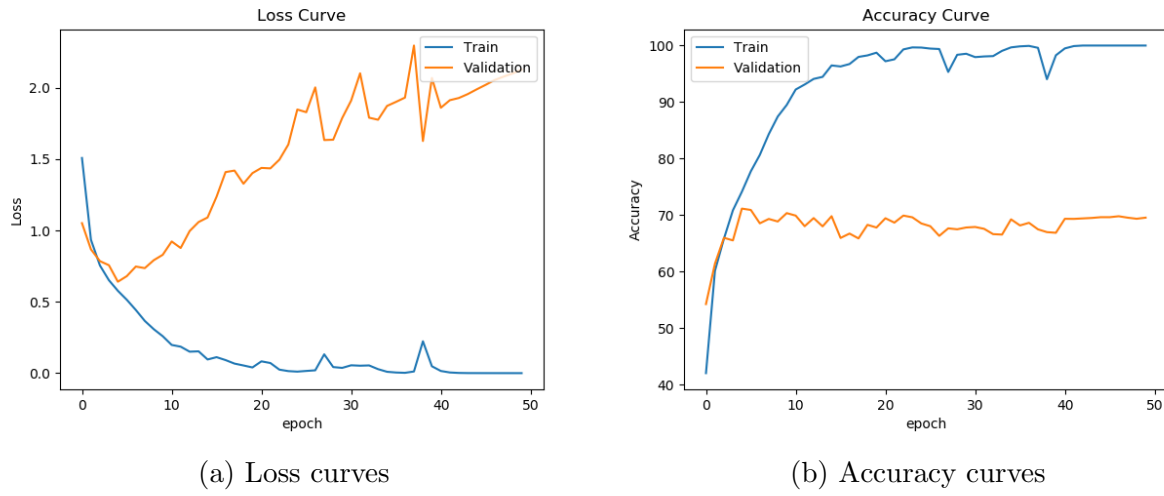 Loss Curve
Train
Validation
2.0
1.5
1.0
0.5
0.0
Loss
0 10 20 30 40 50
epoch
(a) Loss curves
Accuracy Curve
Train
Validation
100
90
80
70
60
50
40
Accuracy
0 10 20 30 40 50
epoch
(b) Accuracy curves